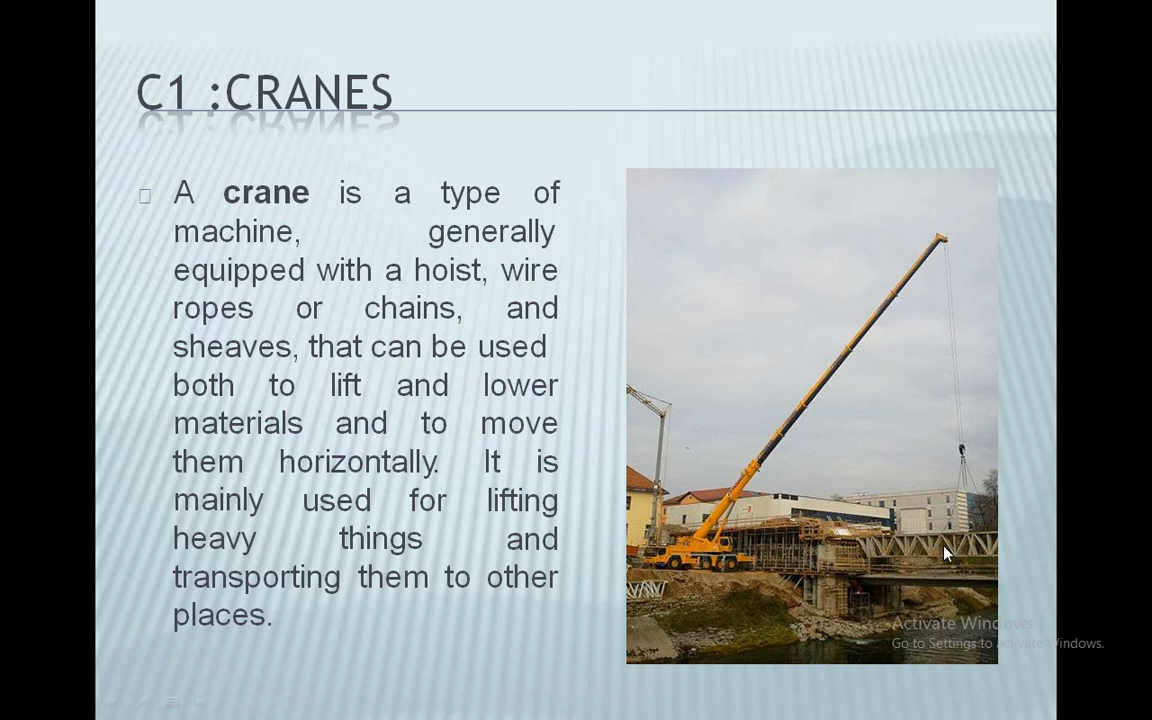 C1 :CRANES
A crane is a type of
machine, generally
equipped with a hoist, wire
ropes or chains, and
sheaves, that can be used
both to lift and lower
materials and to move
them horizontally. It is
mainly used for lifting
heavy things and
transporting them to other
places.
Activate Windows
Go to Settings to activate Windows.